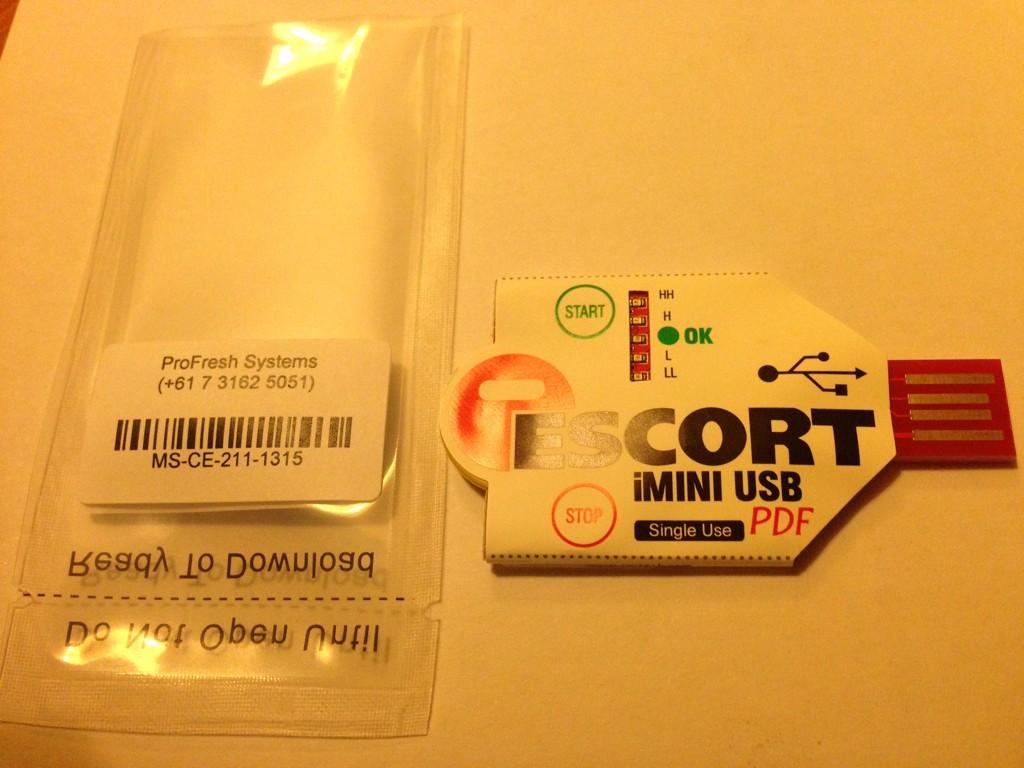 ProFresh Systems
(+61 7 3162 5051)
MS-CE-211-1315
Do Not Open Until
Ready To Download
START
HH
H
OK
L
LL
ESCORT
iMINI USB
PDF
STOP
Single Use